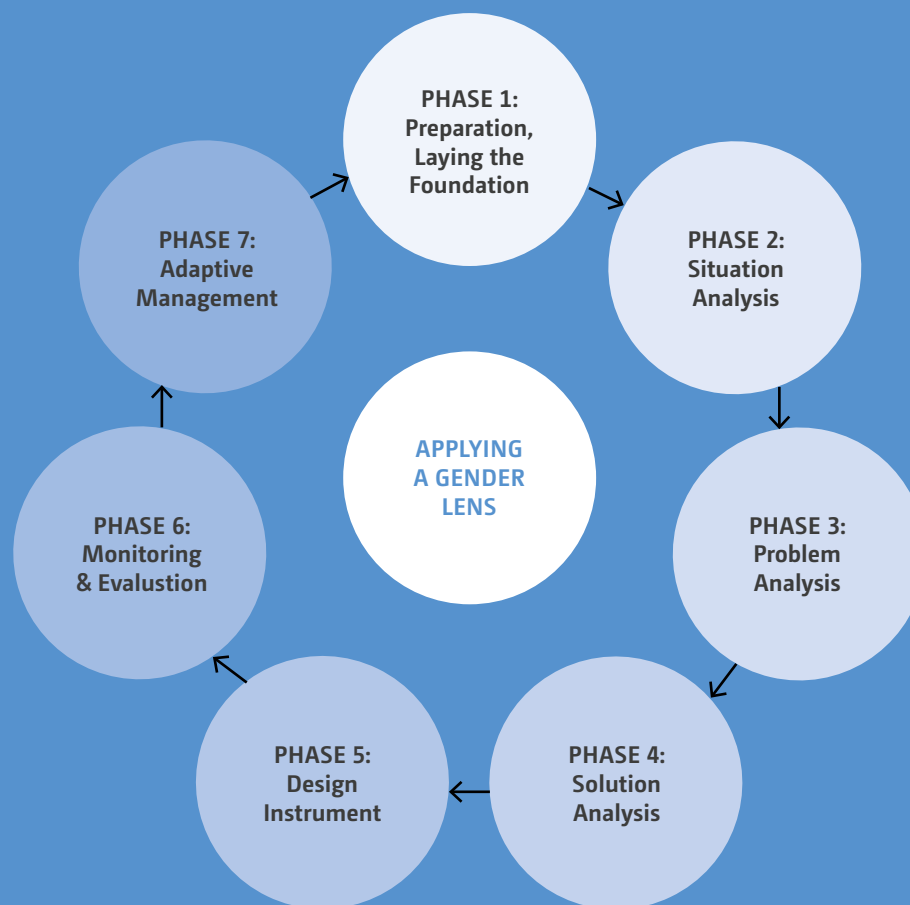 PHASE 1:
Preparation,
Laying the
Foundation
PHASE 2:
Situation
Analysis
PHASE 3:
Problem
Analysis
PHASE 4:
Solution
Analysis
PHASE 5:
Design
Instrument
PHASE 6:
Monitoring
& Evalustion
PHASE 7:
Adaptive
Management
APPLYING
A GENDER
LENS